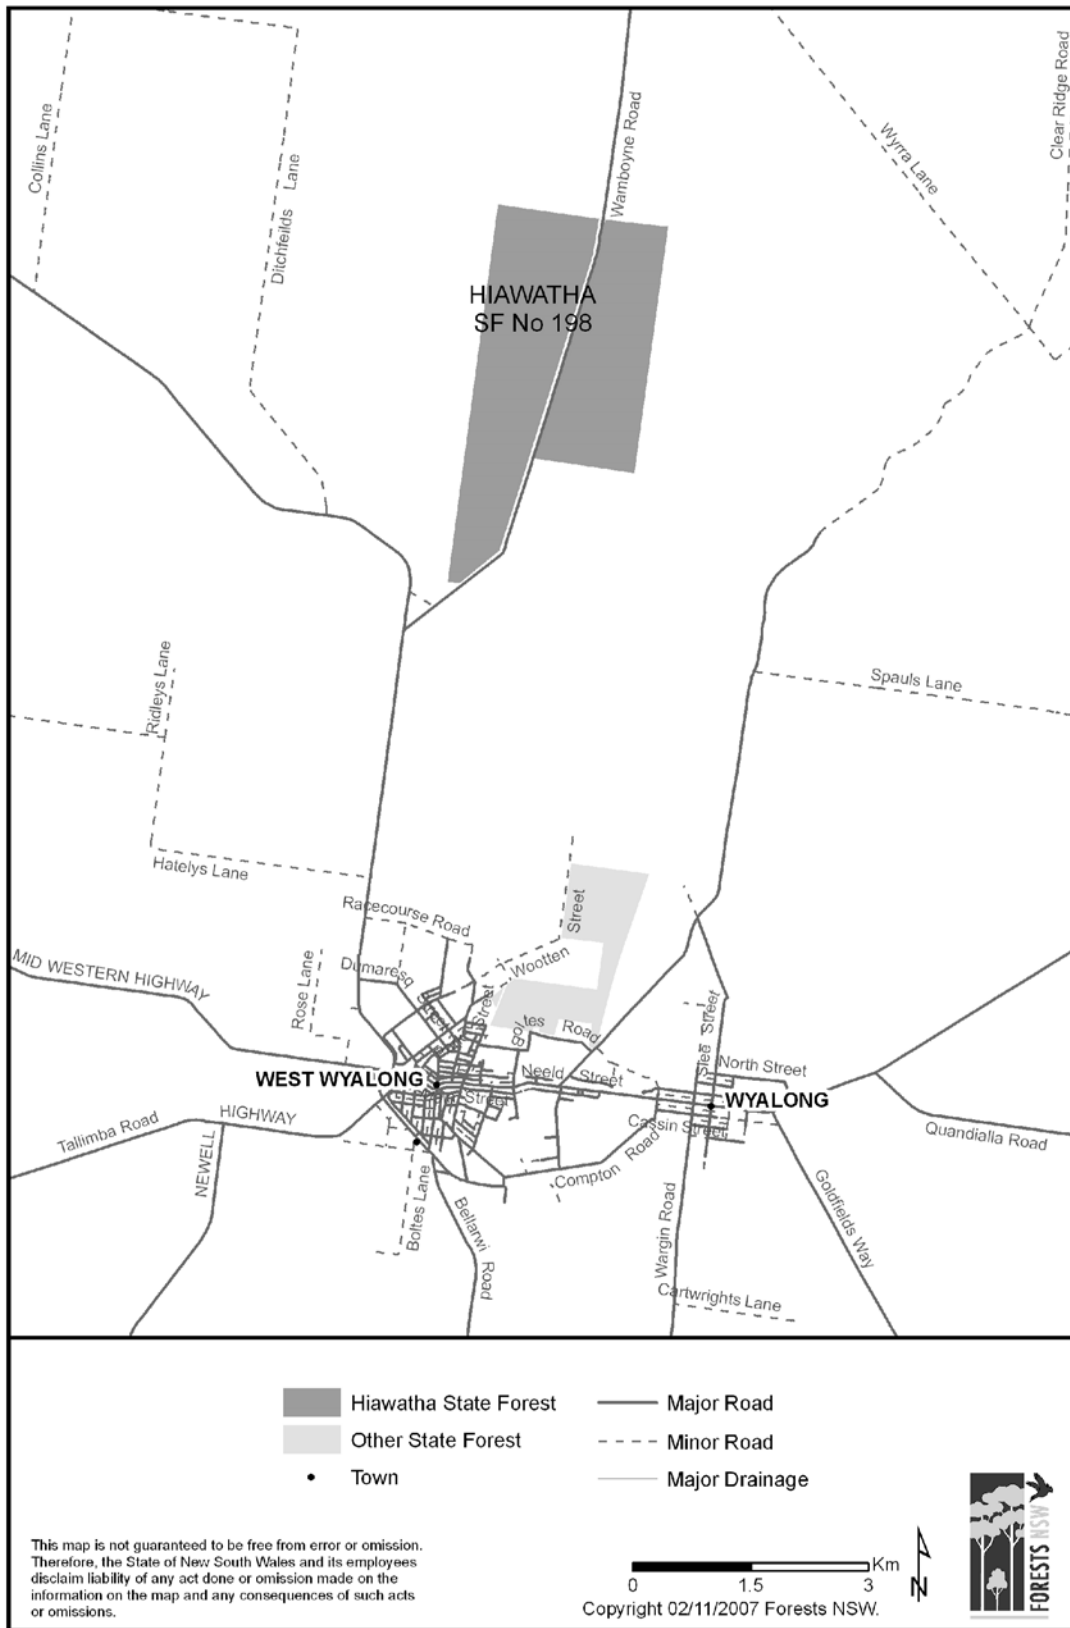 Collins Lane
Ditchfeilds Lane
Wamboyne Road
Wyrra Lane
Clear Ridge Road
HIAWATHA
SF No 198
Ridleys Lane
Spauls Lane
Hatelys Lane
Racecourse Road
Street
Wootten
MID WESTERN HIGHWAY
Rose Lane
Dumaresq
Street
Street
Boltes Road
Slee Street
North Street
Neeld Street
WEST WYALONG
WYALONG
Street
Cassin Street
Tallimba Road
HIGHWAY
NEWELL
Quandialla Road
Compton Road
Boltes Lane
Bellarwi Road
Wargin Road
Goldfields Way
Cartwrights Lane
Hiawatha State Forest
Other State Forest
Town
Major Road
Minor Road
Major Drainage
This map is not guaranteed to be free from error or omission.
Therefore, the State of New South Wales and its employees
disclaim liability of any act done or omission made on the
information on the map and any consequences of such acts
or omissions.
Km
0 1.5 3
Copyright 02/11/2007 Forests NSW.
N
FORESTS NSW